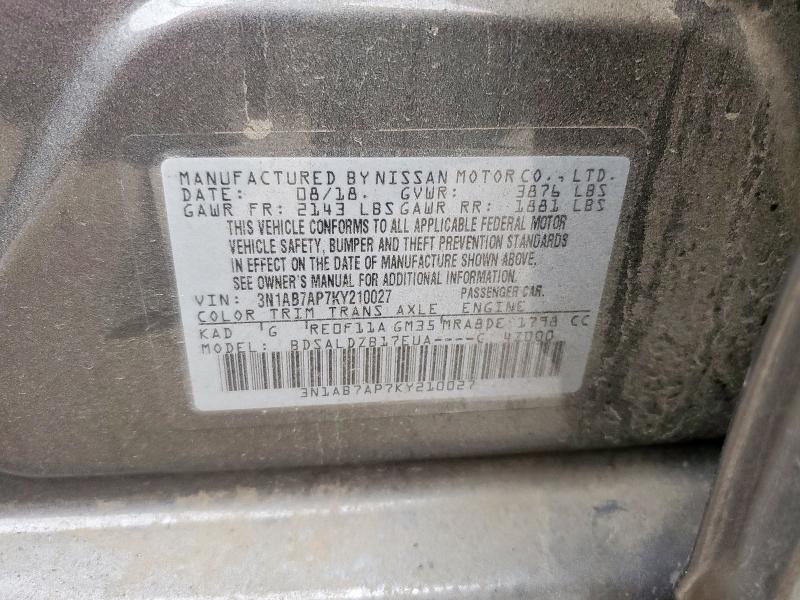 MANUFACTURED BY NISSAN MOTOR CO., LTD.
DATE: 08/18. GVWR: 3876 LBS
GAWR FR: 2143 LBS GAWR RR: 1881 LBS
THIS VEHICLE CONFORMS TO ALL APPLICABLE FEDERAL MOTOR
VEHICLE SAFETY, BUMPER AND THEFT PREVENTION STANDARDS
IN EFFECT ON THE DATE OF MANUFACTURE SHOWN ABOVE.
SEE OWNER'S MANUAL FOR ADDITIONAL INFORMATION.
VIN: 3N1AB7AP7KY210027 PASSENGER CAR.
COLOR TRIM TRANS AXLE ENGINE
KAD G RE0F11A GM35 MRA8DE 1798 CC
MODEL: BDSALDZB17EUA----C 4Z000
3N1AB7AP7KY210027